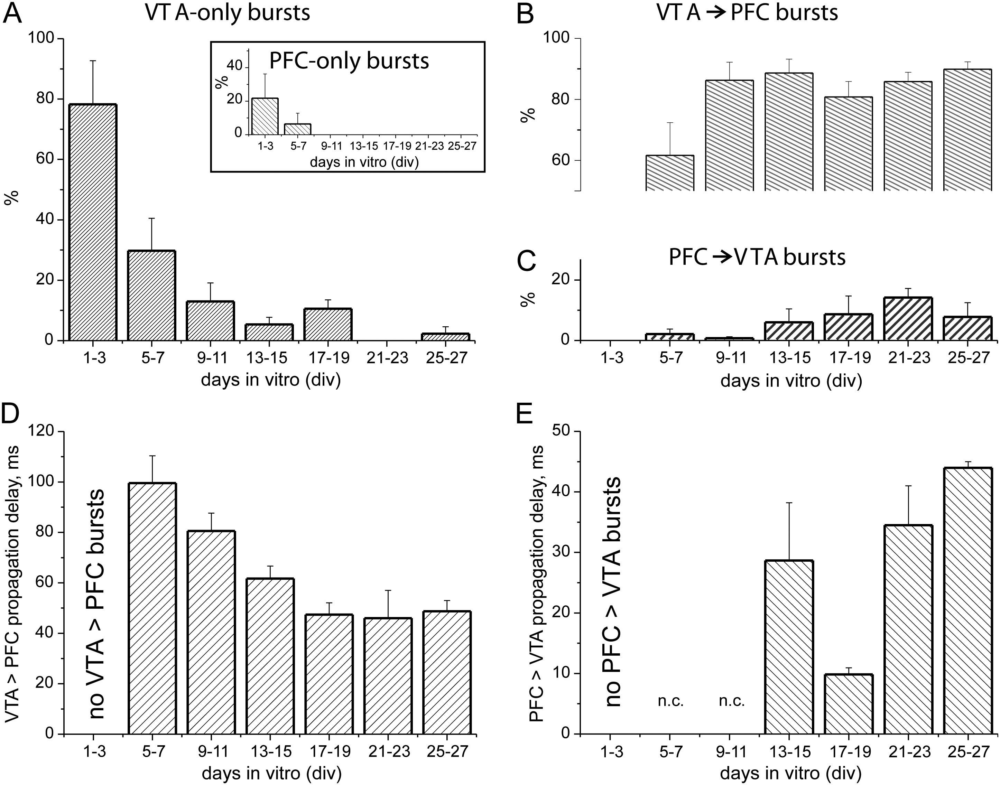 A
VTA-only bursts
100
80
60
40
20
0
%
PFC-only bursts
%
40
20
0
1-3 5-7 9-11 13-15 17-19 21-23 25-27
days in vitro (div)
1-3 5-7 9-11 13-15 17-19 21-23 25-27
days in vitro (div)
B
VTA → PFC bursts
100
80
60
%
C
PFC → VTA bursts
20
0
%
1-3 5-7 9-11 13-15 17-19 21-23 25-27
days in vitro (div)
D
VTA > PFC propagation delay, ms
120
100
80
60
40
20
0
no VTA > PFC bursts
1-3 5-7 9-11 13-15 17-19 21-23 25-27
days in vitro (div)
E
PFC > VTA propagation delay, ms
50
40
30
20
10
0
no PFC > VTA bursts
n.c. n.c.
1-3 5-7 9-11 13-15 17-19 21-23 25-27
days in vitro (div)